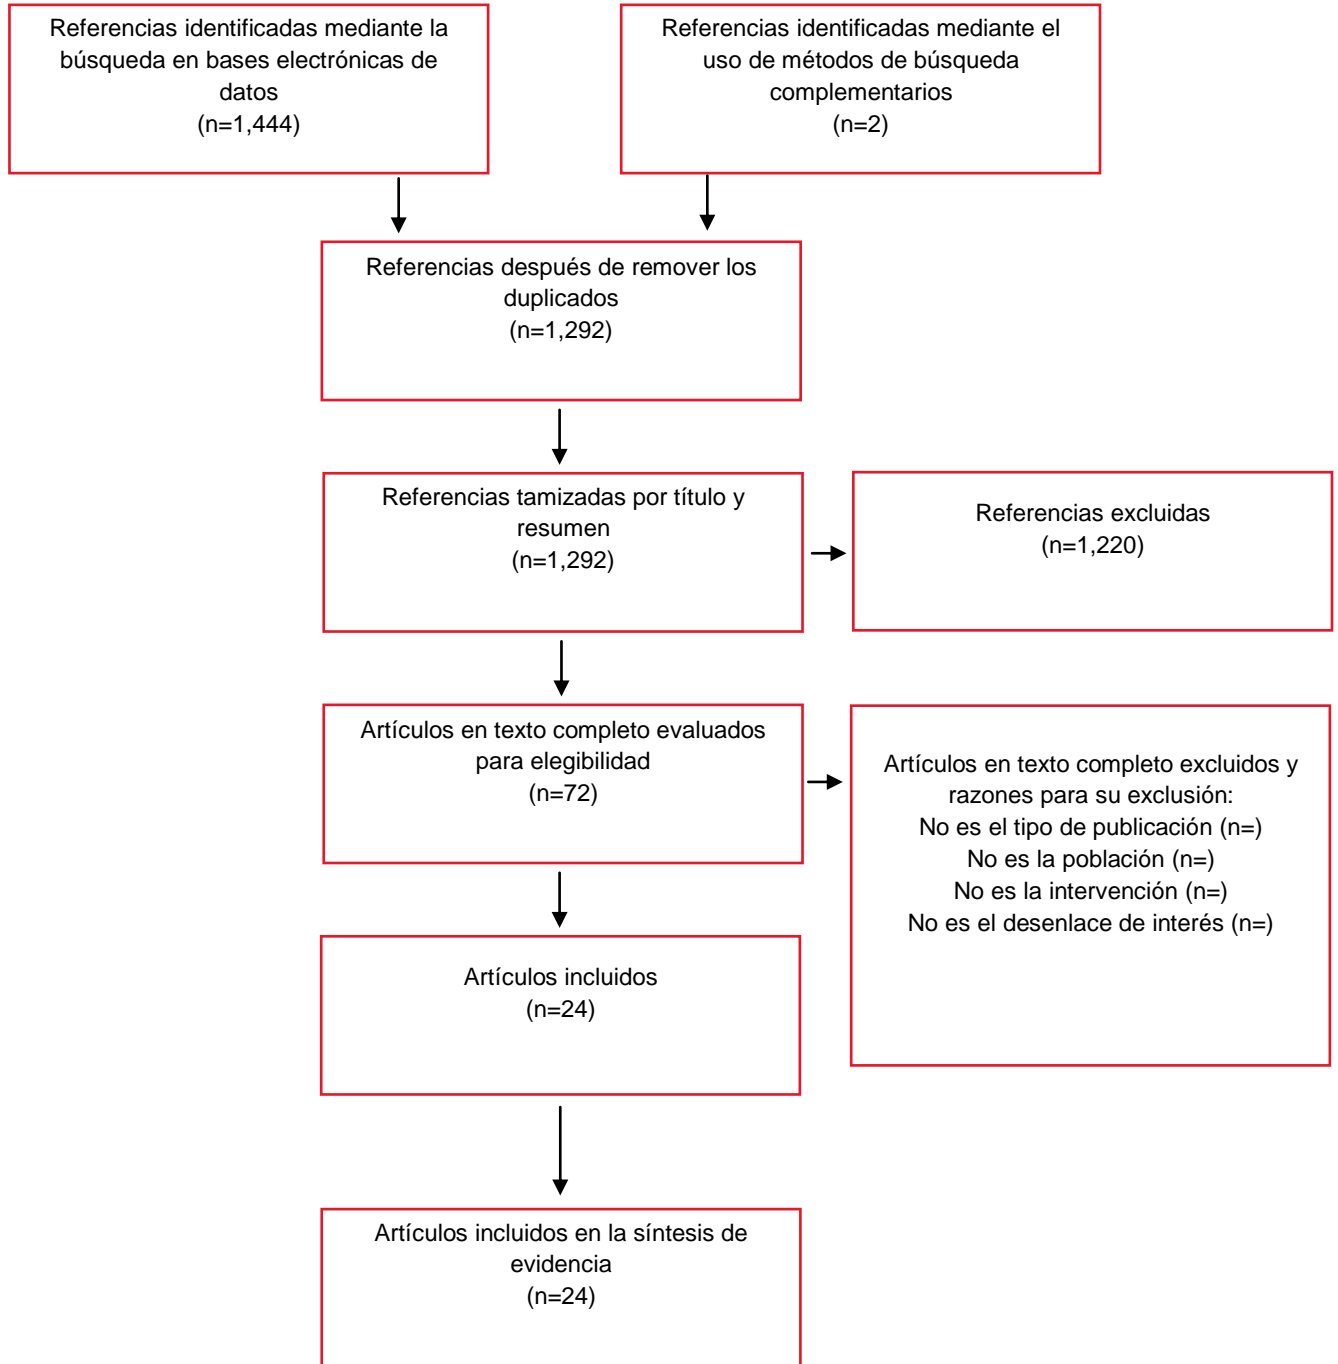 Referencias identificadas mediante la
búsqueda en bases electrónicas de
datos
(n=1,444)
Referencias identificadas mediante el
uso de métodos de búsqueda
complementarios
(n=2)
Referencias después de remover los
duplicados
(n=1,292)
Referencias tamizadas por título y
resumen
(n=1,292)
Referencias excluidas
(n=1,220)
Artículos en texto completo evaluados
para elegibilidad
(n=72)
Artículos en texto completo excluidos y
razones para su exclusión:
No es el tipo de publicación (n=)
No es la población (n=)
No es la intervención (n=)
No es el desenlace de interés (n=)
Artículos incluidos
(n=24)
Artículos incluidos en la síntesis de
evidencia
(n=24)